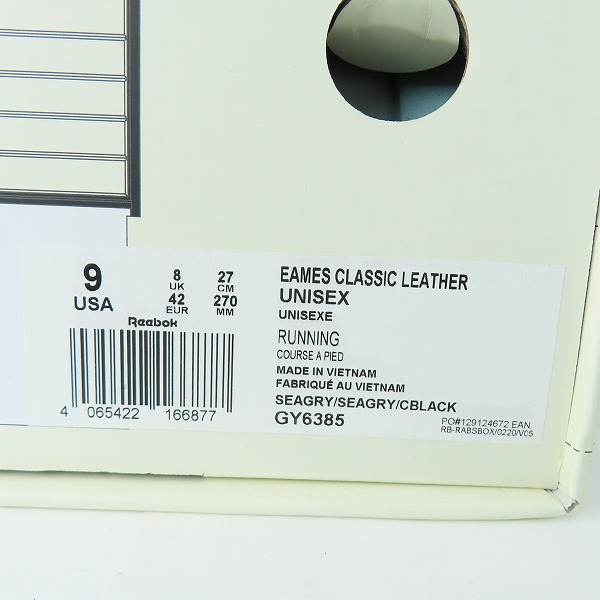 9 8 27
USA UK CM
42 270
EUR MM
Reebok
4 065422 166877
EAMES CLASSIC LEATHER
UNISEX
UNISEXE
RUNNING
COURSE A PIED
MADE IN VIETNAM
FABRIQUÉ AU VIETNAM
SEAGRY/SEAGRY/CBLACK
GY6385
PO#129124672 EAN
RB-RABSBOX/0220/V05